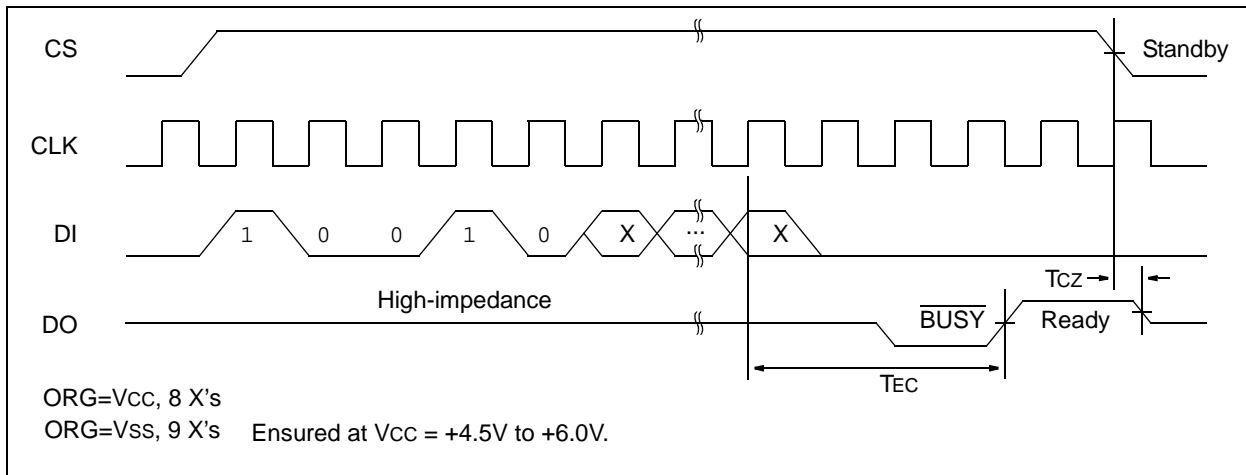 CS
Standby
CLK
DI
1 0 0 1 0 X ... X
TCZ
High-impedance
DO
BUSY
Ready
TEC
ORG=VCC, 8 X's
ORG=VSS, 9 X's Ensured at VCC = +4.5V to +6.0V.